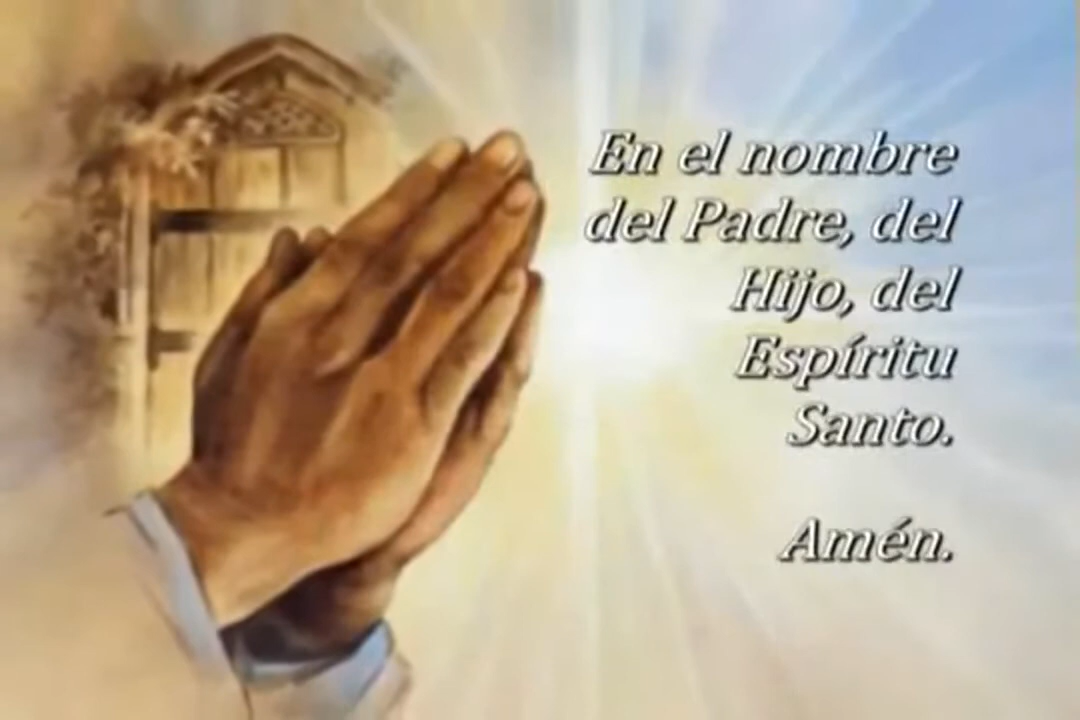 En el nombre
del Padre, del
Hijo, del
Espíritu
Santo.
Amén.